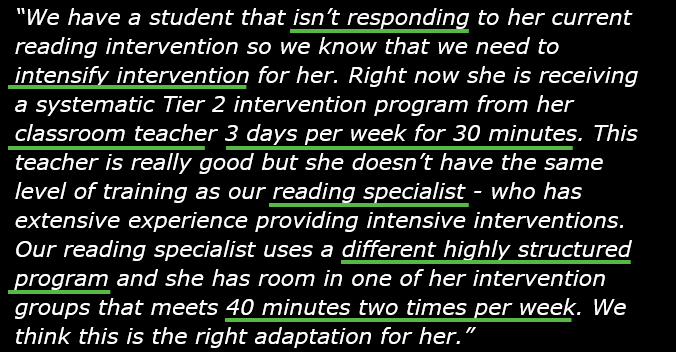 “We have a student that isn’t responding to her current
reading intervention so we know that we need to
intensify intervention for her. Right now she is receiving
a systematic Tier 2 intervention program from her
classroom teacher 3 days per week for 30 minutes. This
teacher is really good but she doesn’t have the same
level of training as our reading specialist - who has
extensive experience providing intensive interventions.
Our reading specialist uses a different highly structured
program and she has room in one of her intervention
groups that meets 40 minutes two times per week. We
think this is the right adaptation for her.”